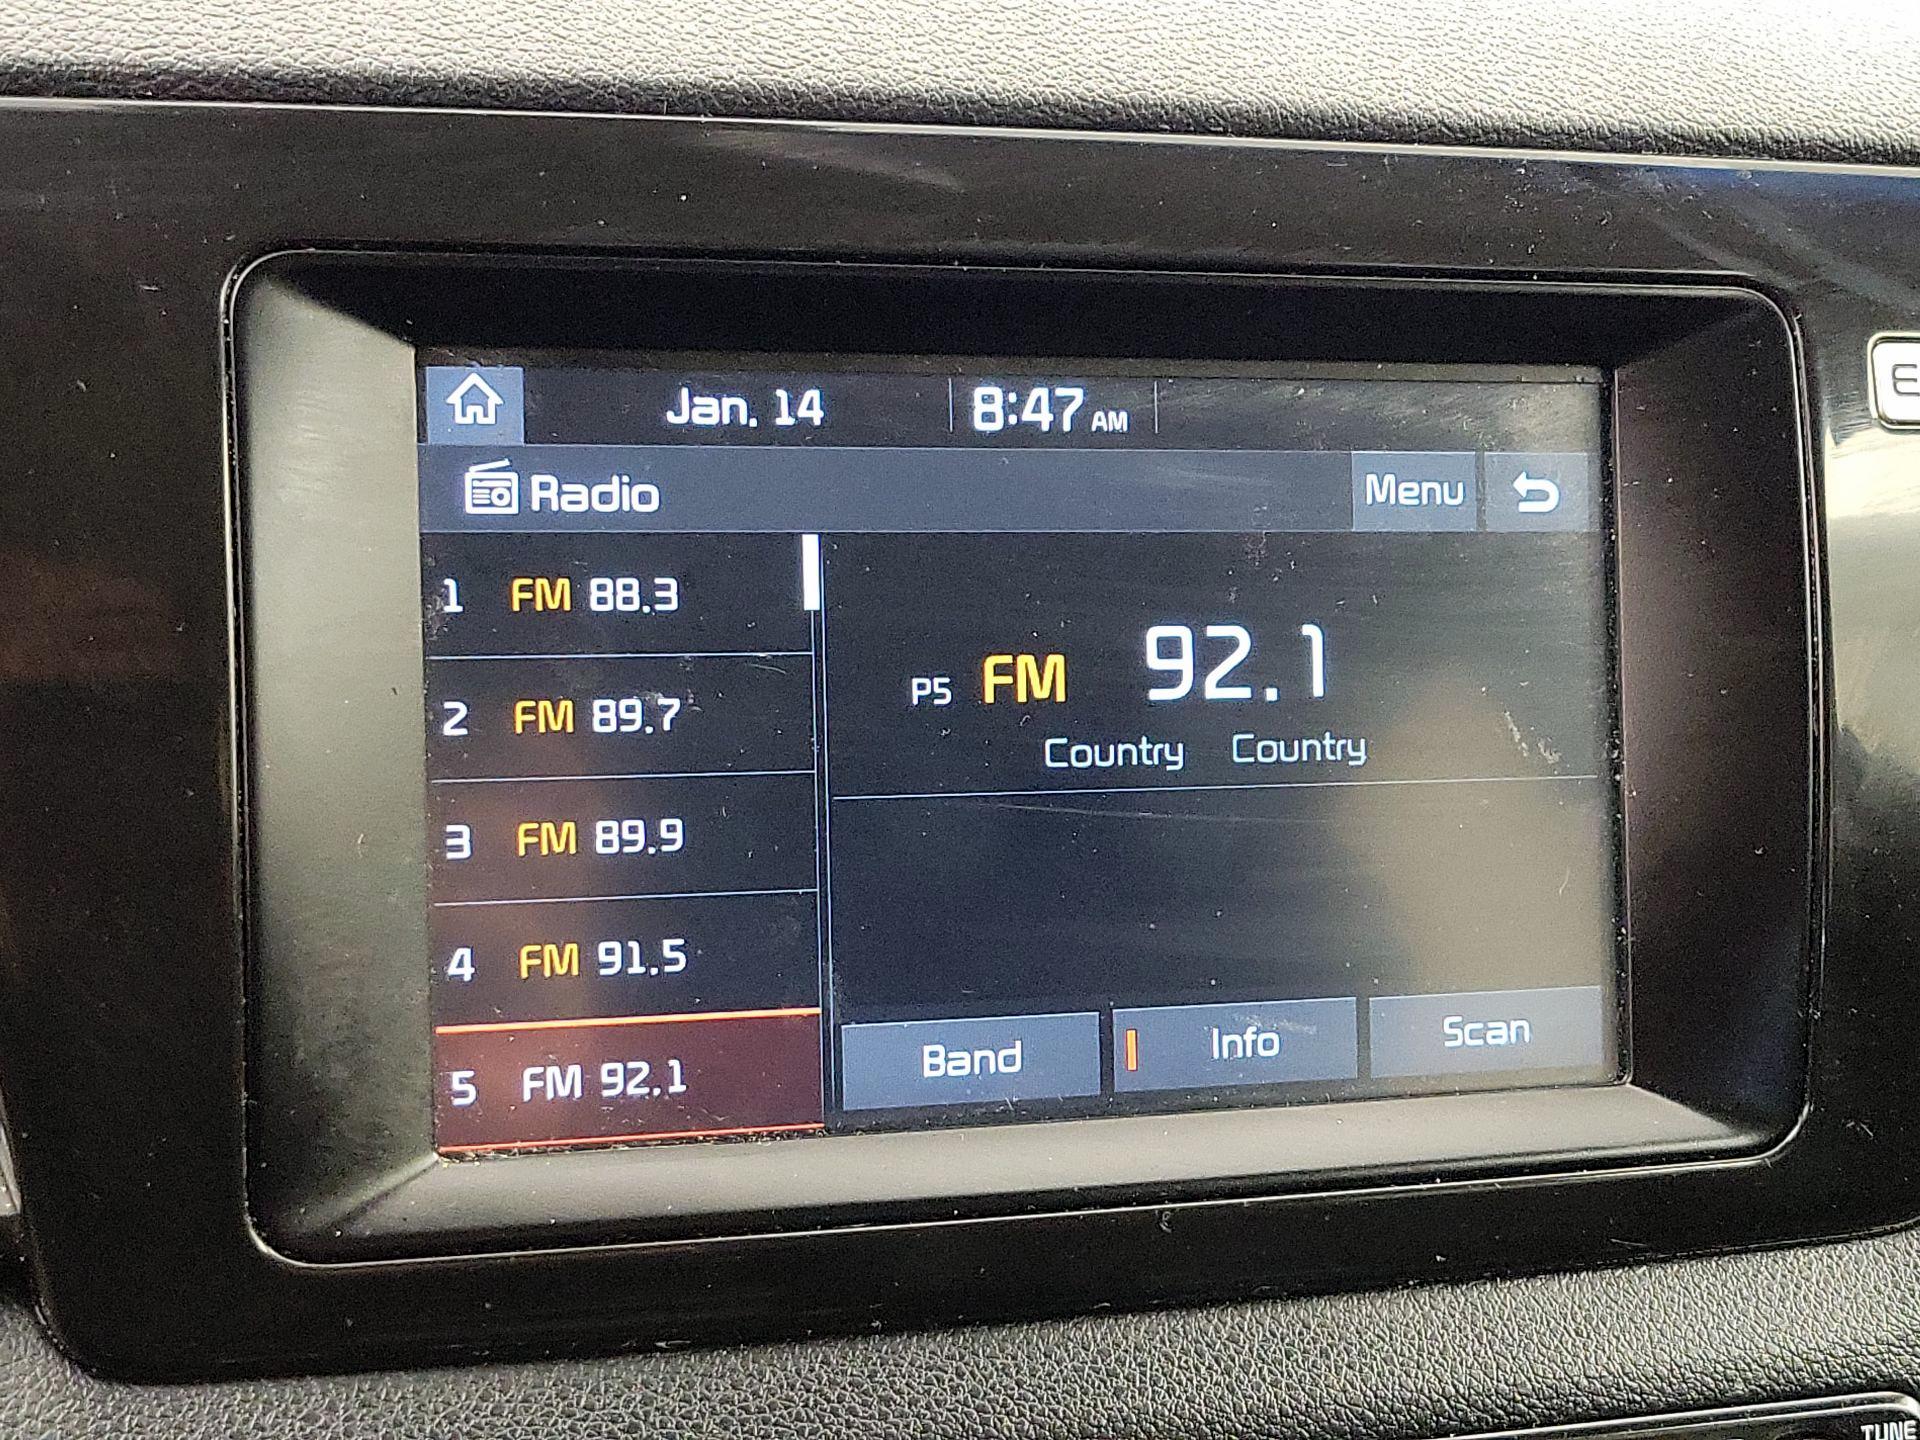 Jan. 14 8:47 AM
Radio Menu
1 FM 88.3
2 FM 89.7
3 FM 89.9
4 FM 91.5
5 FM 92.1
P5 FM 92.1
Country Country
Band Info Scan
E
TUNE